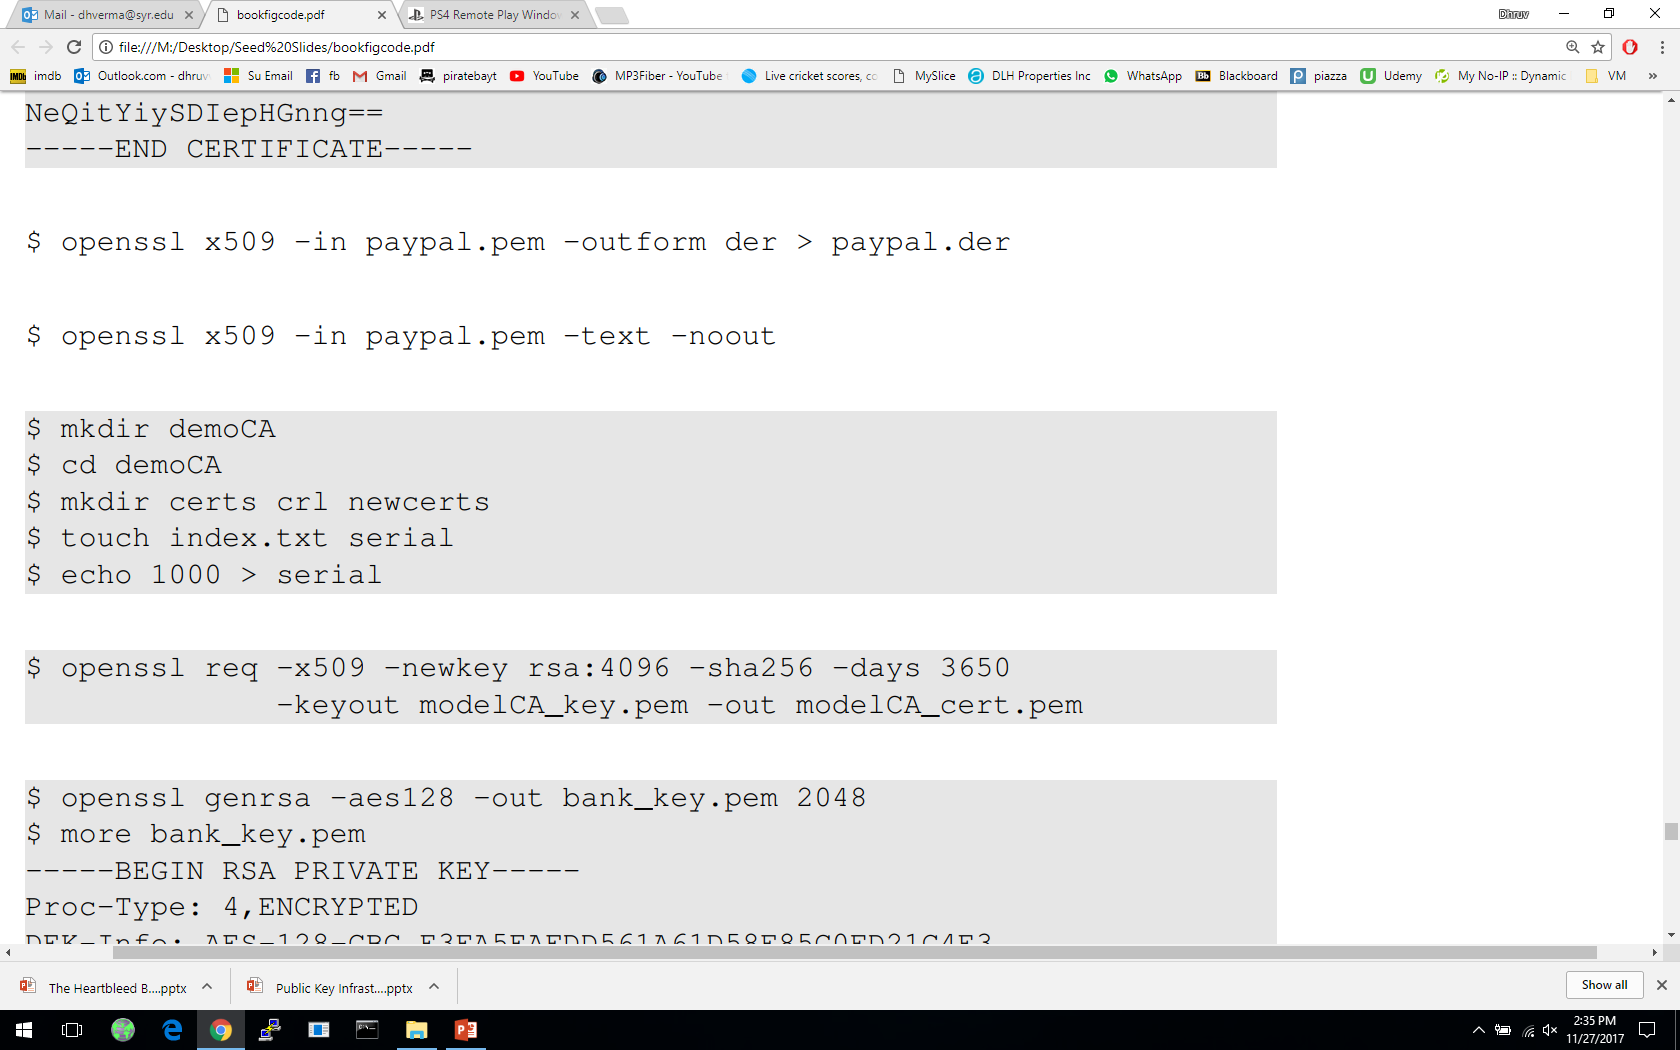 Mail - dhverma@syr.edu
bookfigcode.pdf
PS4 Remote Play Windo
Dhruv
file:///M:/Desktop/Seed%20Slides/bookfigcode.pdf
IMDb imdb Outlook.com - dhruv Su Email fb Gmail piratebayt YouTube MP3Fiber - YouTube Live cricket scores, co MySlice DLH Properties Inc WhatsApp Bb Blackboard piazza Udemy My No-IP :: Dynamic VM »
NeQitYiySDIepHGnng==
-----END CERTIFICATE-----
$ openssl x509 -in paypal.pem -outform der > paypal.der
$ openssl x509 -in paypal.pem -text -noout
$ mkdir demoCA
$ cd demoCA
$ mkdir certs crl newcerts
$ touch index.txt serial
$ echo 1000 > serial
$ openssl req -x509 -newkey rsa:4096 -sha256 -days 3650
-keyout modelCA_key.pem -out modelCA_cert.pem
$ openssl genrsa -aes128 -out bank_key.pem 2048
$ more bank_key.pem
-----BEGIN RSA PRIVATE KEY-----
Proc-Type: 4,ENCRYPTED
DEK-Info:
The Heartbleed B....pptx
Public Key Infrast....pptx
Show all
2:35 PM
11/27/2017